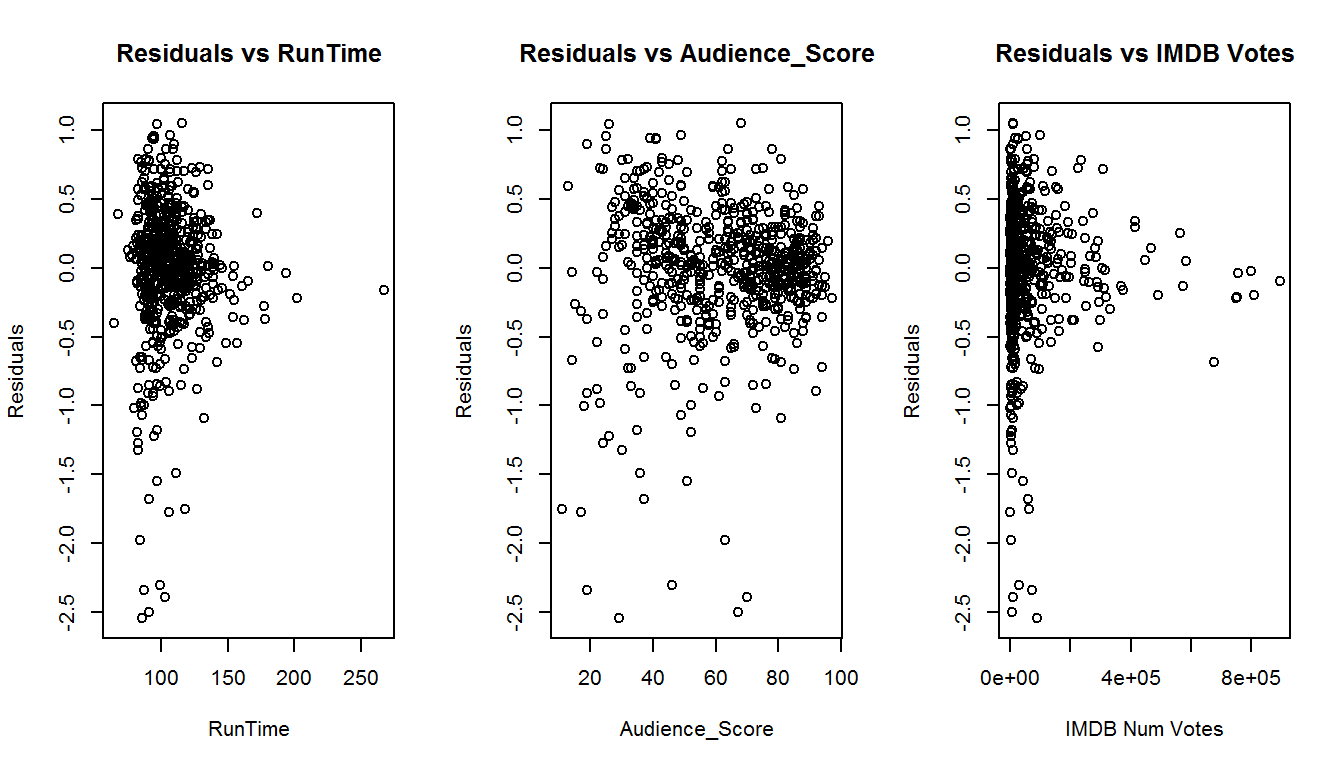 Residuals vs RunTime
Residuals
1.0
0.5
0.0
-0.5
-1.0
-1.5
-2.0
-2.5
100 150 200 250
RunTime
Residuals vs Audience_Score
Residuals
1.0
0.5
0.0
-0.5
-1.0
-1.5
-2.0
-2.5
20 40 60 80 100
Audience_Score
Residuals vs IMDB Votes
Residuals
1.0
0.5
0.0
-0.5
-1.0
-1.5
-2.0
-2.5
0e+00 4e+05 8e+05
IMDB Num Votes